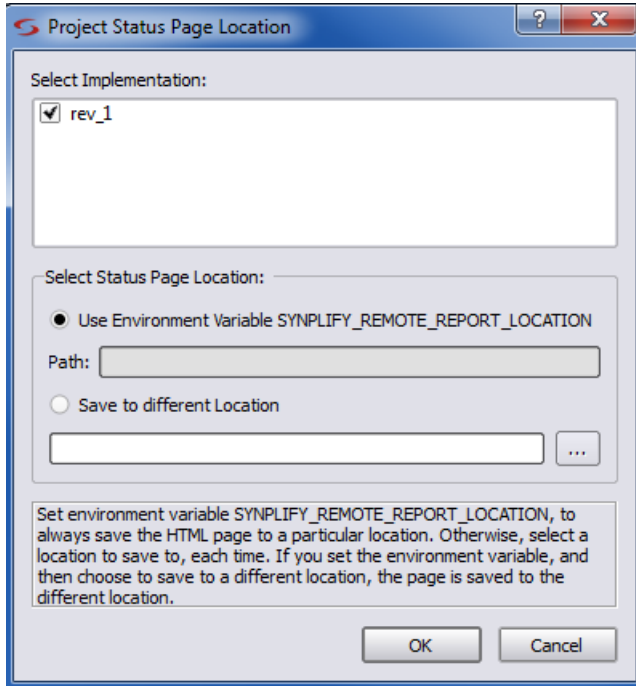 Project Status Page Location
?
X
Select Implementation:
rev_1
Select Status Page Location:
Use Environment Variable SYNPLIFY_REMOTE_REPORT_LOCATION
Path:
Save to different Location
...
Set environment variable SYNPLIFY_REMOTE_REPORT_LOCATION, to
always save the HTML page to a particular location. Otherwise, select a
location to save to, each time. If you set the environment variable, and
then choose to save to a different location, the page is saved to the
different location.
OK
Cancel